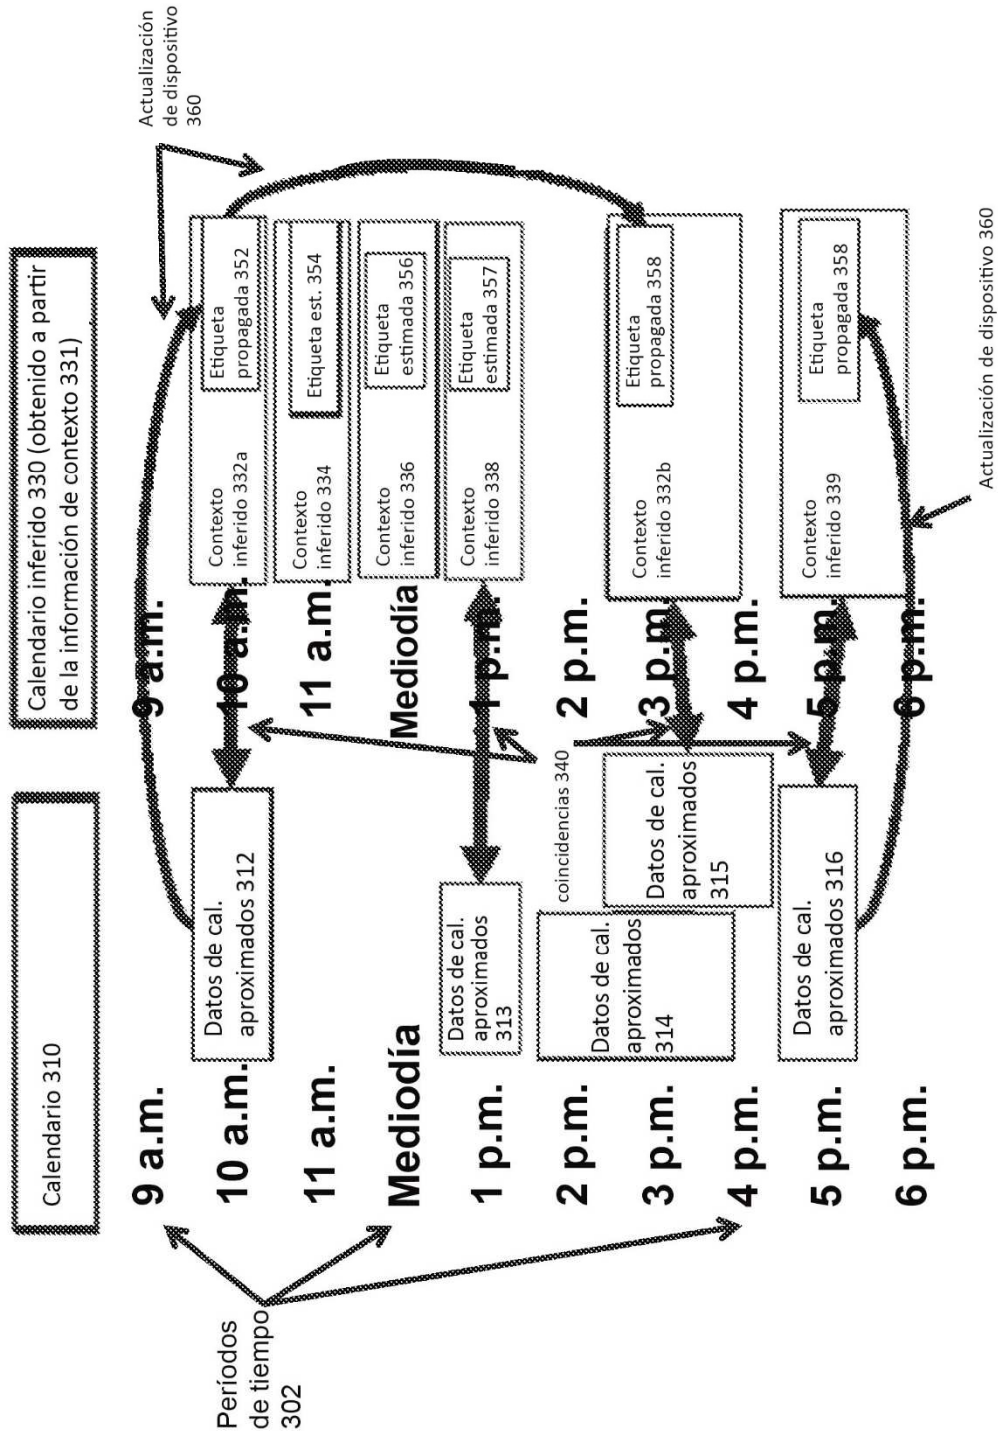 Calendario 310
Calendario inferido 330 (obtenido a partir
de la información de contexto 331)
Actualización
de dispositivo
360
Períodos
de tiempo
302
9 a.m.
10 a.m.
11 a.m.
Mediodía
1 p.m.
2 p.m.
3 p.m.
4 p.m.
5 p.m.
6 p.m.
Datos de cal.
aproximados 312
Datos de cal.
aproximados
313
Datos de cal.
aproximados
314
Datos de cal.
aproximados
315
Datos de cal.
aproximados 316
coincidencias 340
9 a.m.
10 a.m.
11 a.m.
Mediodía
1 p.m.
2 p.m.
3 p.m.
4 p.m.
5 p.m.
6 p.m.
Contexto
inferido 332a
Etiqueta
propagada 352
Contexto
inferido 334
Etiqueta est. 354
Contexto
inferido 336
Etiqueta
estimada 356
Contexto
inferido 338
Etiqueta
estimada 357
Contexto
inferido 332b
Etiqueta
propagada 358
Contexto
inferido 339
Etiqueta
propagada 358
Actualización de dispositivo 360